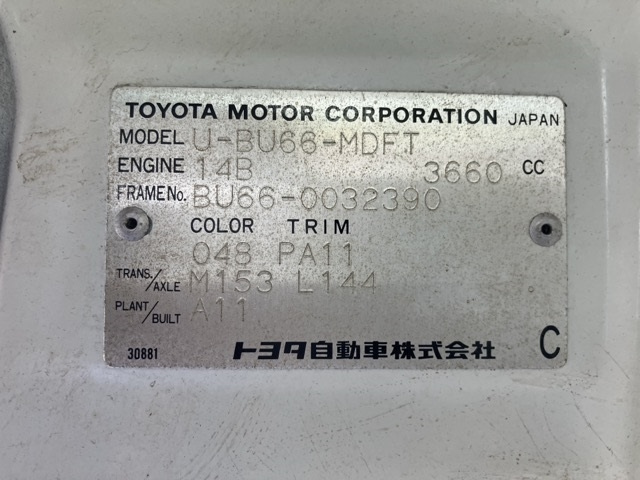 TOYOTA MOTOR CORPORATION JAPAN
MODEL U-BU66-MDFT
ENGINE 14B 3660 CC
FRAME No. BU66-0032390
COLOR TRIM
048 PA11
TRANS./AXLE M153 L144
PLANT/BUILT A11
30881 トヨタ自動車株式会社 C